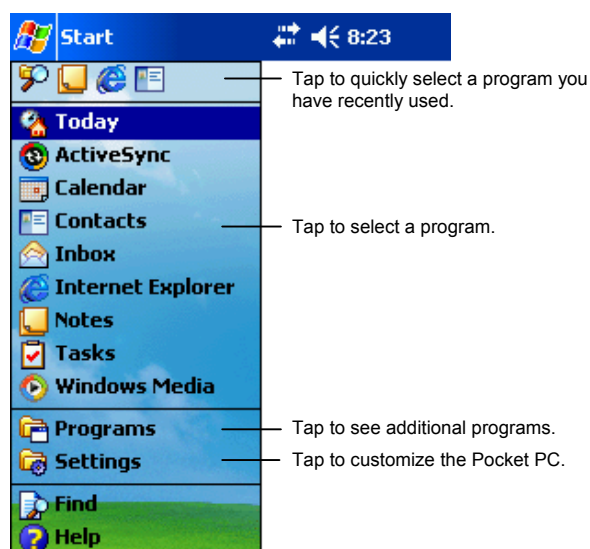 Start 8:23
Tap to quickly select a program you
have recently used.
Today
ActiveSync
Calendar
Contacts
Tap to select a program.
Inbox
Internet Explorer
Notes
Tasks
Windows Media
Programs
Tap to see additional programs.
Settings
Tap to customize the Pocket PC.
Find
Help